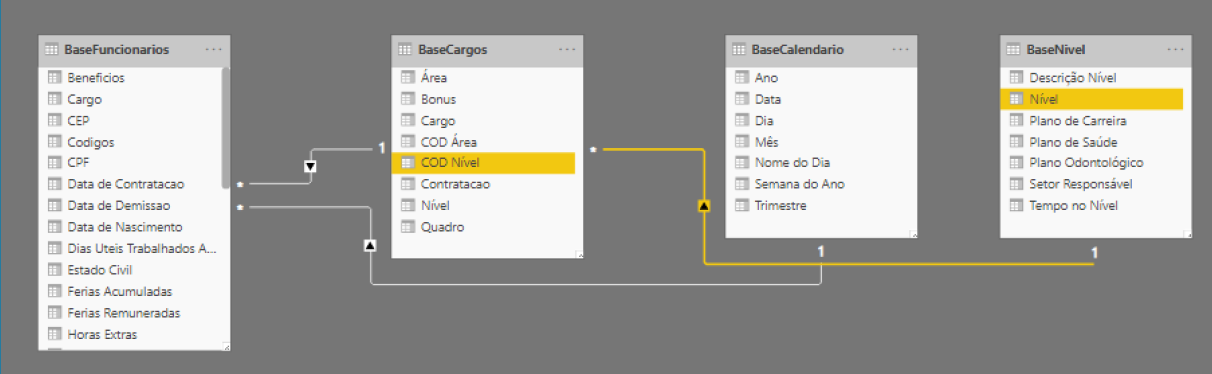 BaseFuncionarios ...
Beneficios
Cargo
CEP
Codigos
CPF
Data de Contratacao
Data de Demissao
Data de Nascimento
Dias Uteis Trabalhados A...
Estado Civil
Ferias Acumuladas
Ferias Remuneradas
Horas Extras
* 1
*
BaseCargos ...
Área
Bonus
Cargo
COD Área
COD Nível
Contratacao
Nível
Quadro
*
BaseCalendario ...
Ano
Data
Dia
Mês
Nome do Dia
Semana do Ano
Trimestre
1
BaseNivel ...
Descrição Nível
Nível
Plano de Carreira
Plano de Saúde
Plano Odontológico
Setor Responsável
Tempo no Nível
1